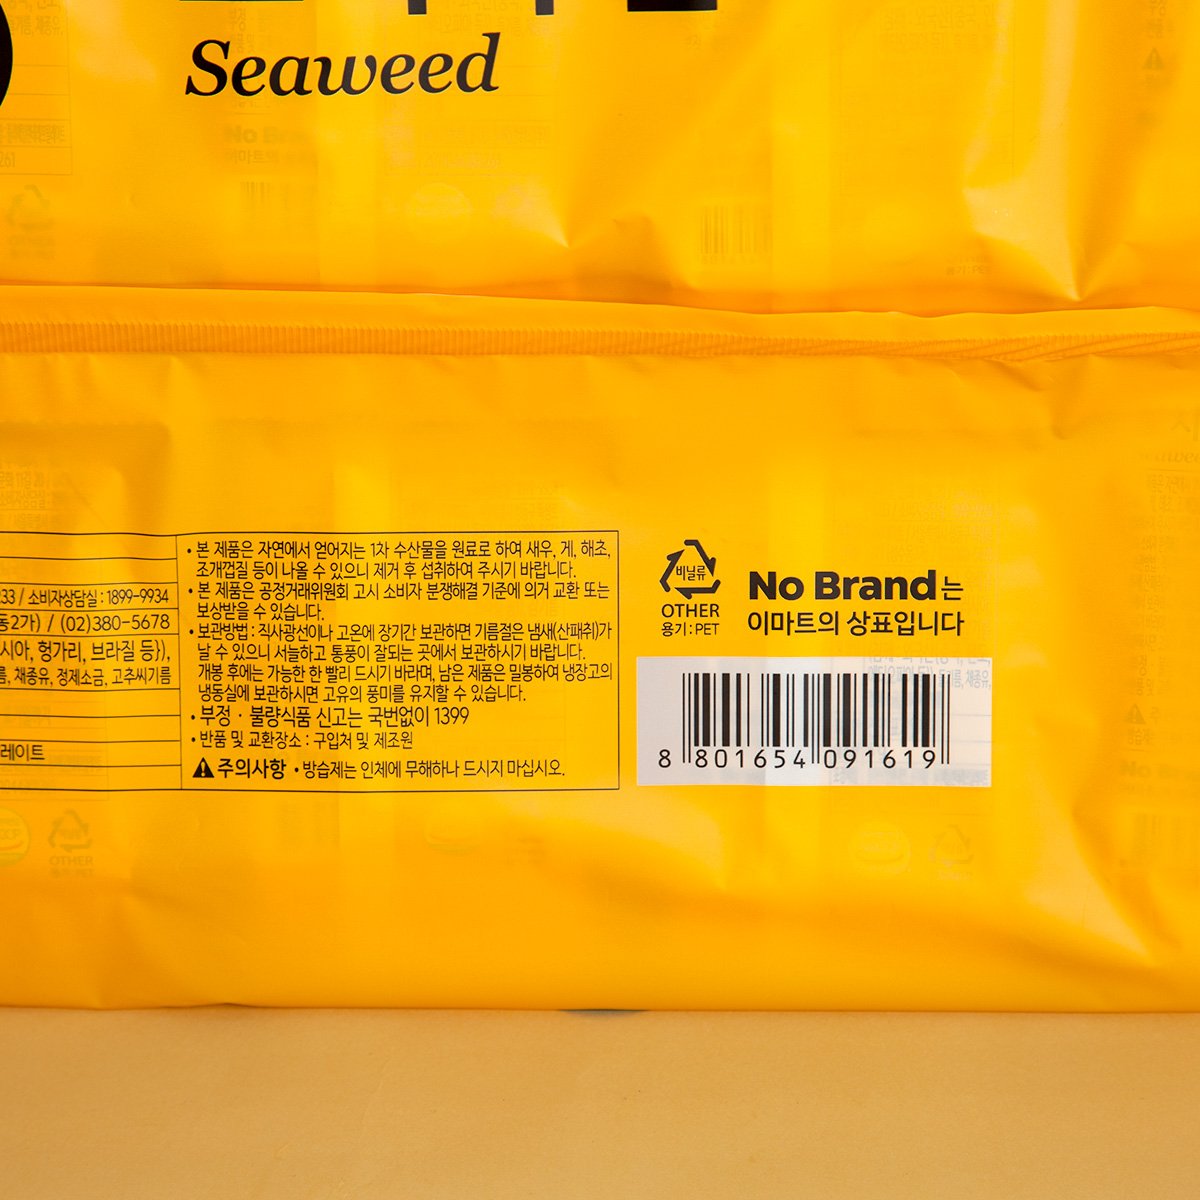 Seaweed
233 / 소비자상담실 : 1899-9934
동2가) / (02)380-5678
시아, 헝가리, 브라질 등),
름, 채종유, 정제소금, 고추씨기름
레이트
• 본 제품은 자연에서 얻어지는 1차 수산물을 원료로 하여 새우, 게, 해초,
조개껍질 등이 나올 수 있으니 제거 후 섭취하여 주시기 바랍니다.
• 본 제품은 공정거래위원회 고시 소비자 분쟁해결 기준에 의거 교환 또는
보상받을 수 있습니다.
• 보관방법 : 직사광선이나 고온에 장기간 보관하면 기름절은 냄새(산패취)가
날 수 있으니 서늘하고 통풍이 잘되는 곳에서 보관하시기 바랍니다.
개봉 후에는 가능한 한 빨리 드시기 바라며, 남은 제품은 밀봉하여 냉장고의
냉동실에 보관하시면 고유의 풍미를 유지할 수 있습니다.
• 부정 · 불량식품 신고는 국번없이 1399
• 반품 및 교환장소 : 구입처 및 제조원
주의사항 • 방습제는 인체에 무해하나 드시지 마십시오.
비닐류
OTHER
용기 : PET
No Brand는
이마트의 상표입니다
8 801654 091619
No Brand
OTHER